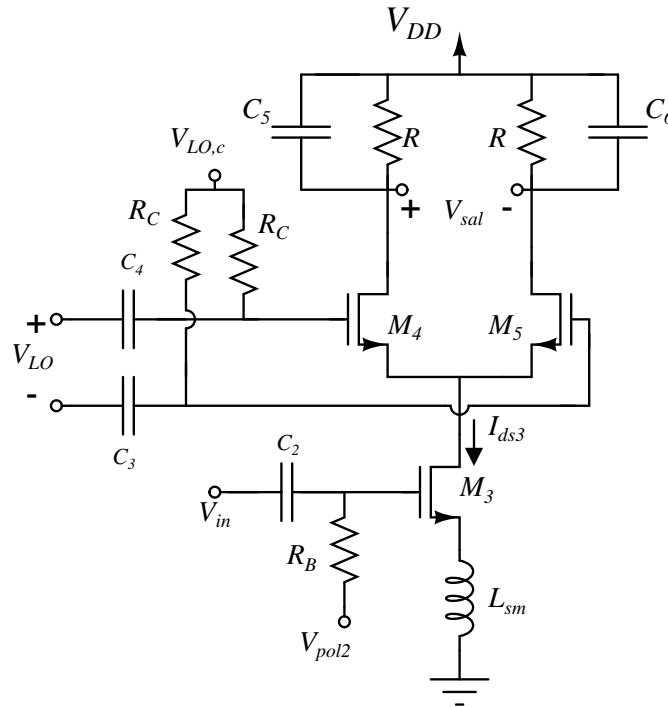 V_DD
C_5
R
R
C_6
V_LO,c
+
V_sal
-
R_C
R_C
C_4
+
V_LO
-
M_4
M_5
C_3
I_ds3
C_2
M_3
V_in
R_B
L_sm
V_pol2